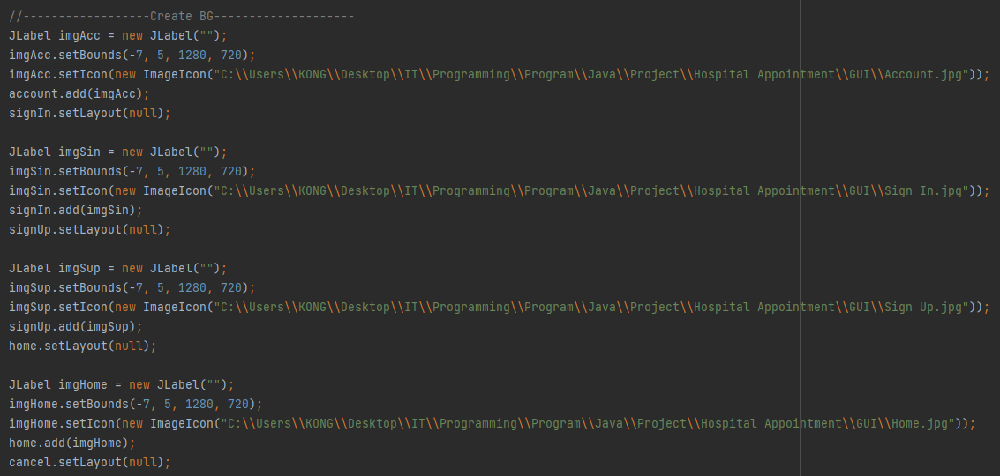 //------------------Create BG--------------------
JLabel imgAcc = new JLabel("");
imgAcc.setBounds(-7, 5, 1280, 720);
imgAcc.setIcon(new ImageIcon("C:\\Users\\KONG\\Desktop\\IT\\Programming\\Program\\Java\\Project\\Hospital Appointment\\GUI\\Account.jpg"));
account.add(imgAcc);
signIn.setLayout(null);
JLabel imgSin = new JLabel("");
imgSin.setBounds(-7, 5, 1280, 720);
imgSin.setIcon(new ImageIcon("C:\\Users\\KONG\\Desktop\\IT\\Programming\\Program\\Java\\Project\\Hospital Appointment\\GUI\\Sign In.jpg"));
signIn.add(imgSin);
signUp.setLayout(null);
JLabel imgSup = new JLabel("");
imgSup.setBounds(-7, 5, 1280, 720);
imgSup.setIcon(new ImageIcon("C:\\Users\\KONG\\Desktop\\IT\\Programming\\Program\\Java\\Project\\Hospital Appointment\\GUI\\Sign Up.jpg"));
signUp.add(imgSup);
home.setLayout(null);
JLabel imgHome = new JLabel("");
imgHome.setBounds(-7, 5, 1280, 720);
imgHome.setIcon(new ImageIcon("C:\\Users\\KONG\\Desktop\\IT\\Programming\\Program\\Java\\Project\\Hospital Appointment\\GUI\\Home.jpg"));
home.add(imgHome);
cancel.setLayout(null);